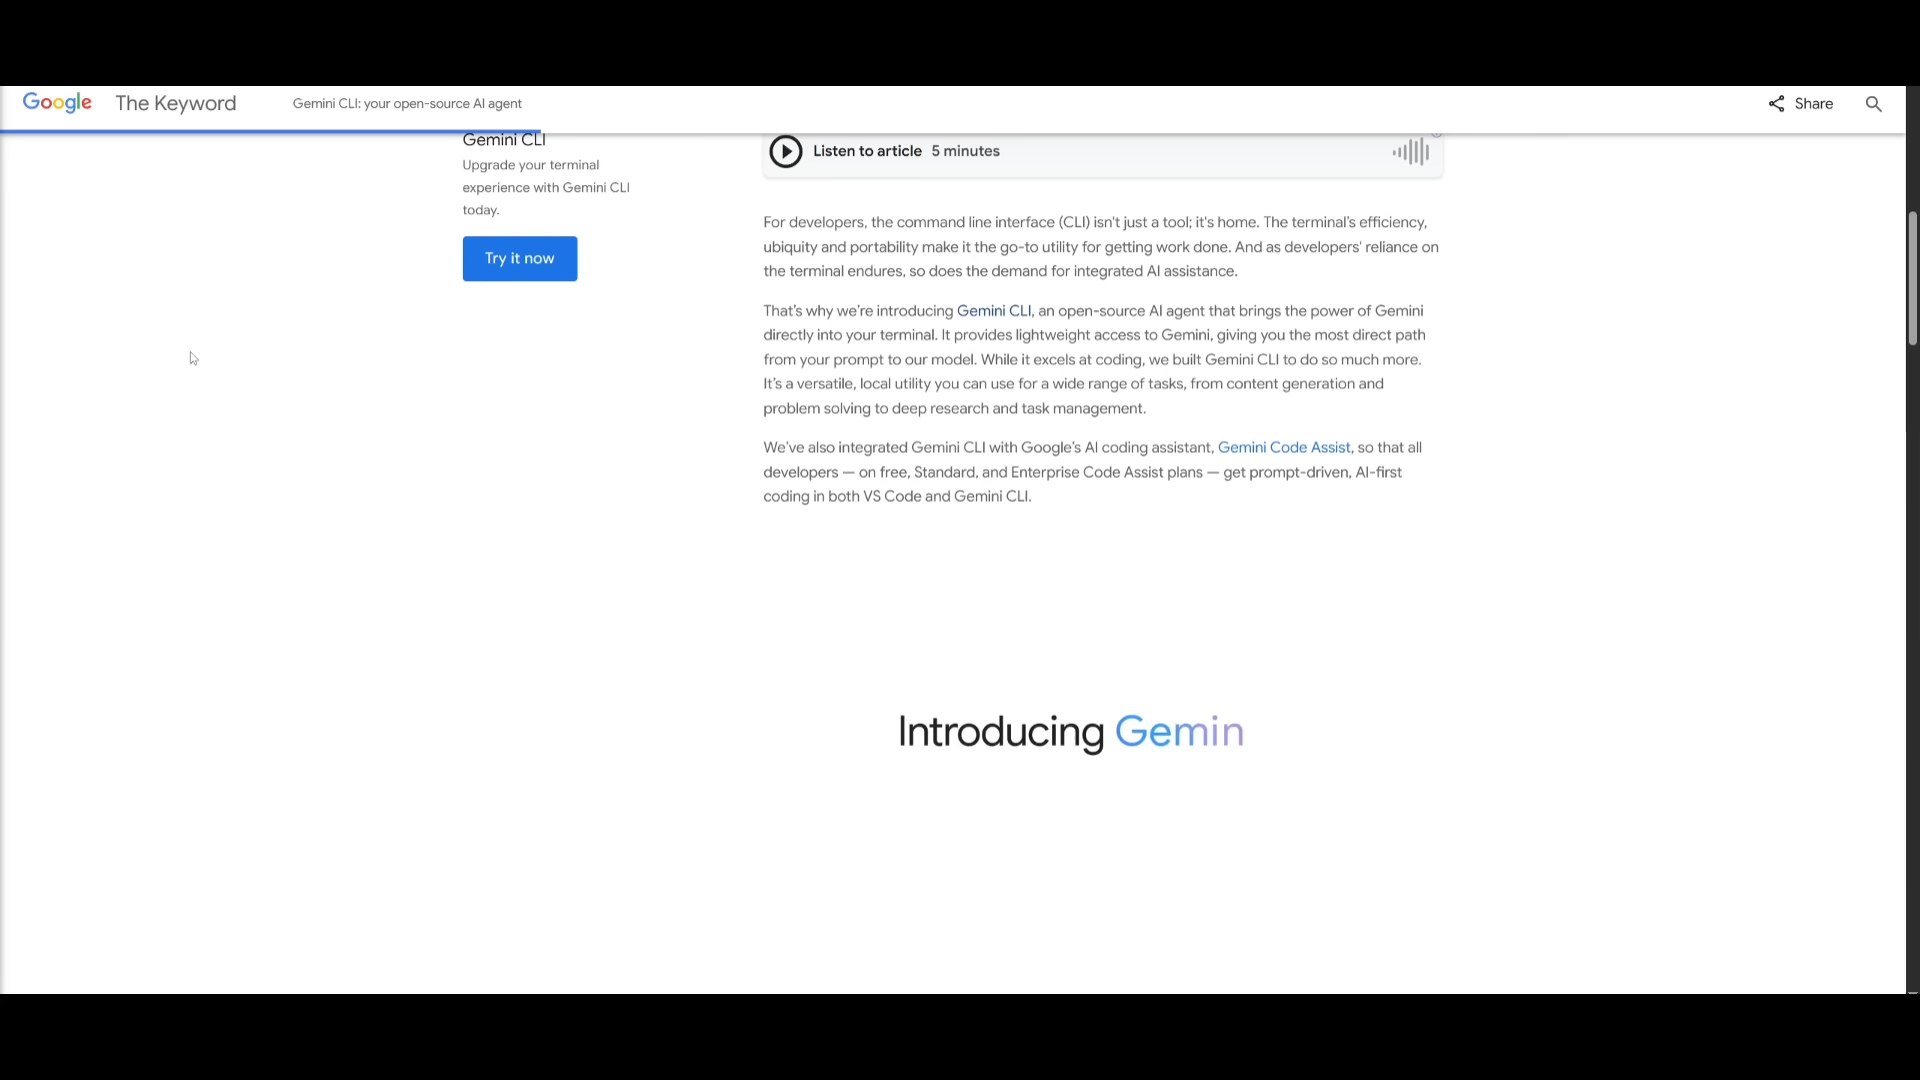 Google The Keyword Gemini CLI: your open-source AI agent Share
Gemini CLI
Upgrade your terminal
experience with Gemini CLI
today.
Try it now
Listen to article 5 minutes
For developers, the command line interface (CLI) isn't just a tool; it's home. The terminal's efficiency,
ubiquity and portability make it the go-to utility for getting work done. And as developers' reliance on
the terminal endures, so does the demand for integrated AI assistance.
That's why we're introducing Gemini CLI, an open-source AI agent that brings the power of Gemini
directly into your terminal. It provides lightweight access to Gemini, giving you the most direct path
from your prompt to our model. While it excels at coding, we built Gemini CLI to do so much more.
It's a versatile, local utility you can use for a wide range of tasks, from content generation and
problem solving to deep research and task management.
We've also integrated Gemini CLI with Google's AI coding assistant, Gemini Code Assist, so that all
developers — on free, Standard, and Enterprise Code Assist plans — get prompt-driven, AI-first
coding in both VS Code and Gemini CLI.
Introducing Gemin